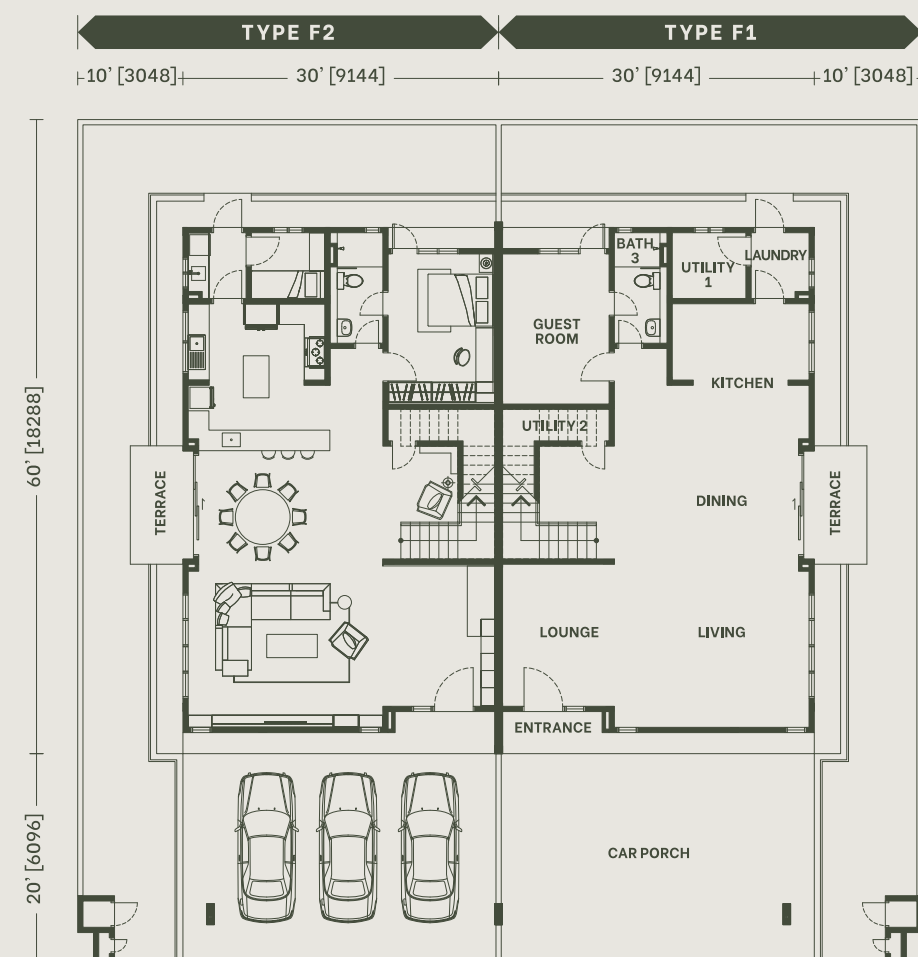 TYPE F2
TYPE F1
10' [3048]
30' [9144]
30' [9144]
10' [3048]
60' [18288]
20' [6096]
BATH
3
UTILITY
1
LAUNDRY
GUEST
ROOM
KITCHEN
UTILITY 2
TERRACE
DINING
TERRACE
LOUNGE
LIVING
ENTRANCE
CAR PORCH